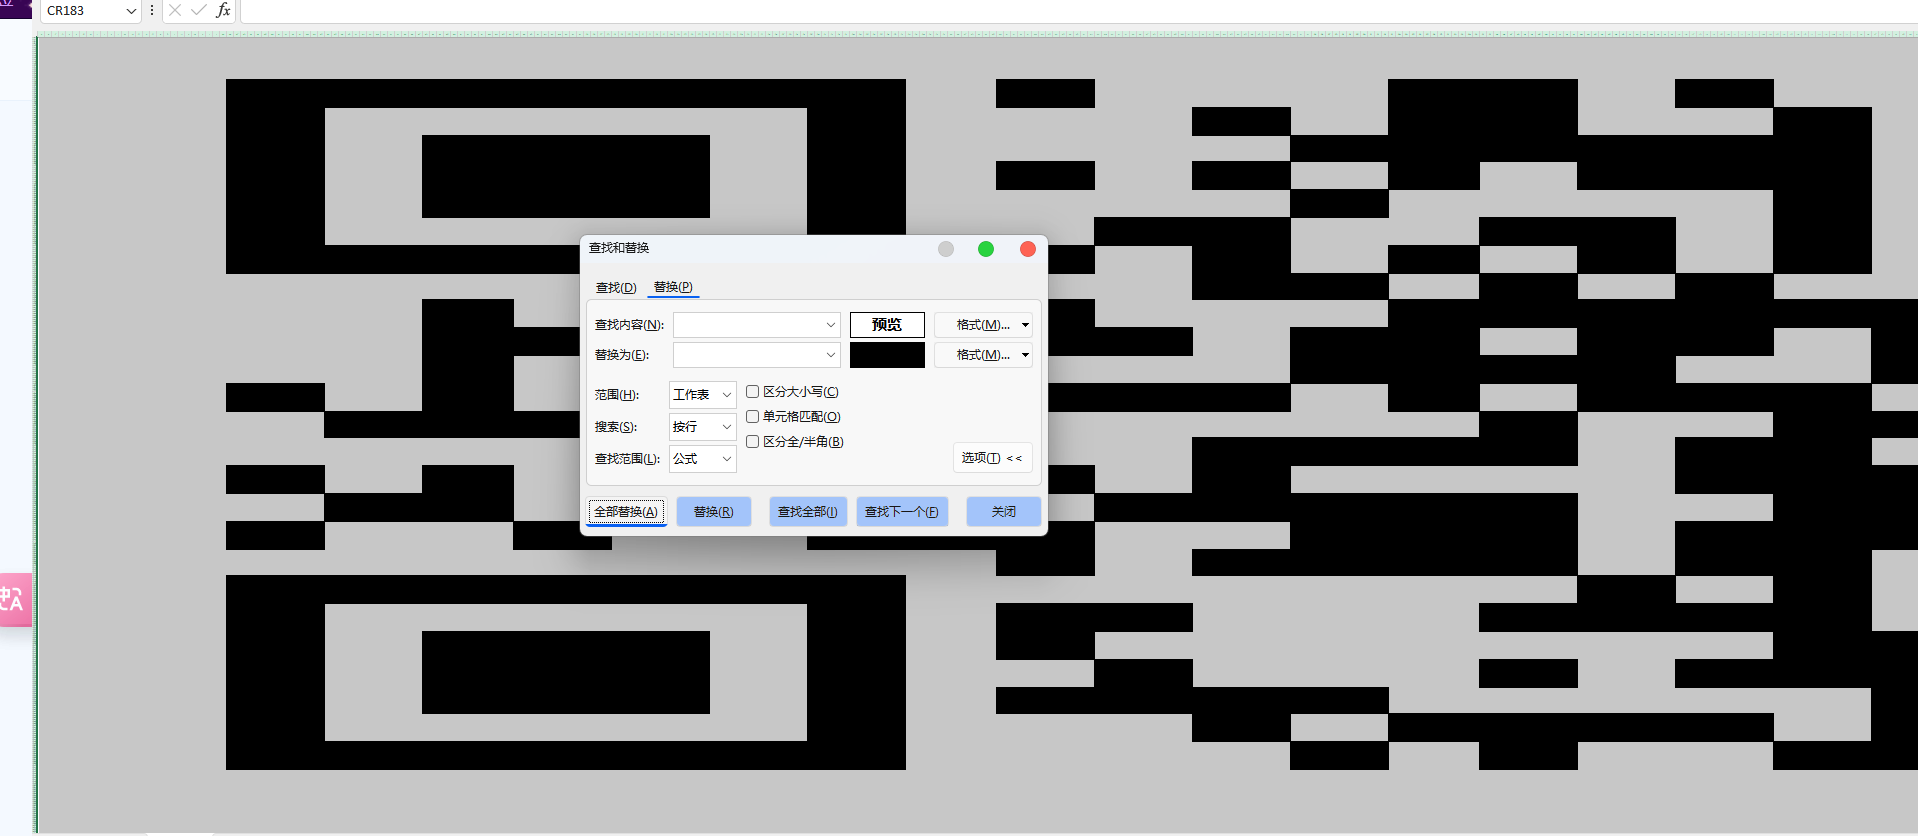 CR183
fx
查找和替换
查找(D) 替换(P)
查找内容(N): 预览 格式(M)...
替换为(E): 格式(M)...
范围(H): 工作表 区分大小写(C)
搜索(S): 按行 单元格匹配(O)
查找范围(L): 公式 区分全/半角(B)
选项(T) <<
全部替换(A) 替换(R) 查找全部(I) 查找下一个(F) 关闭